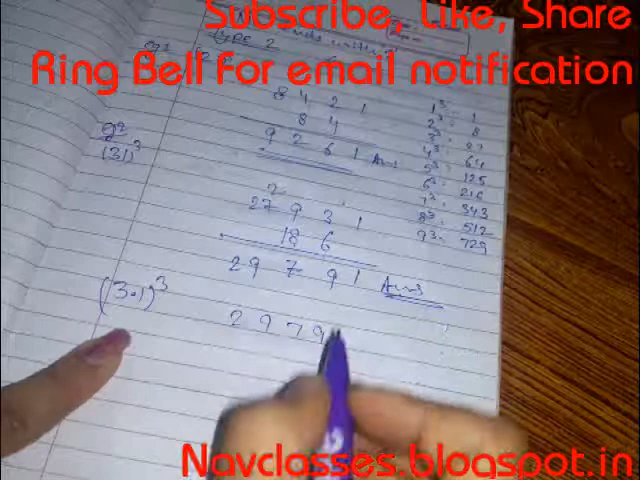 Subscribe, Like, Share
Ring Bell For email notification
TYPE 2
8 4 2 1
8 4
9 2 6 1 Ans
(31)³
2
27 9 3 1
18 6
29 7 9 1 Ans
(3.1)³
2 9 7 9
1³ = 1
2³ = 8
3³ = 27
4³ = 64
5³ = 125
6³ = 216
7³ = 343
8³ = 512
9³ = 729
Navclasses.blogspot.in